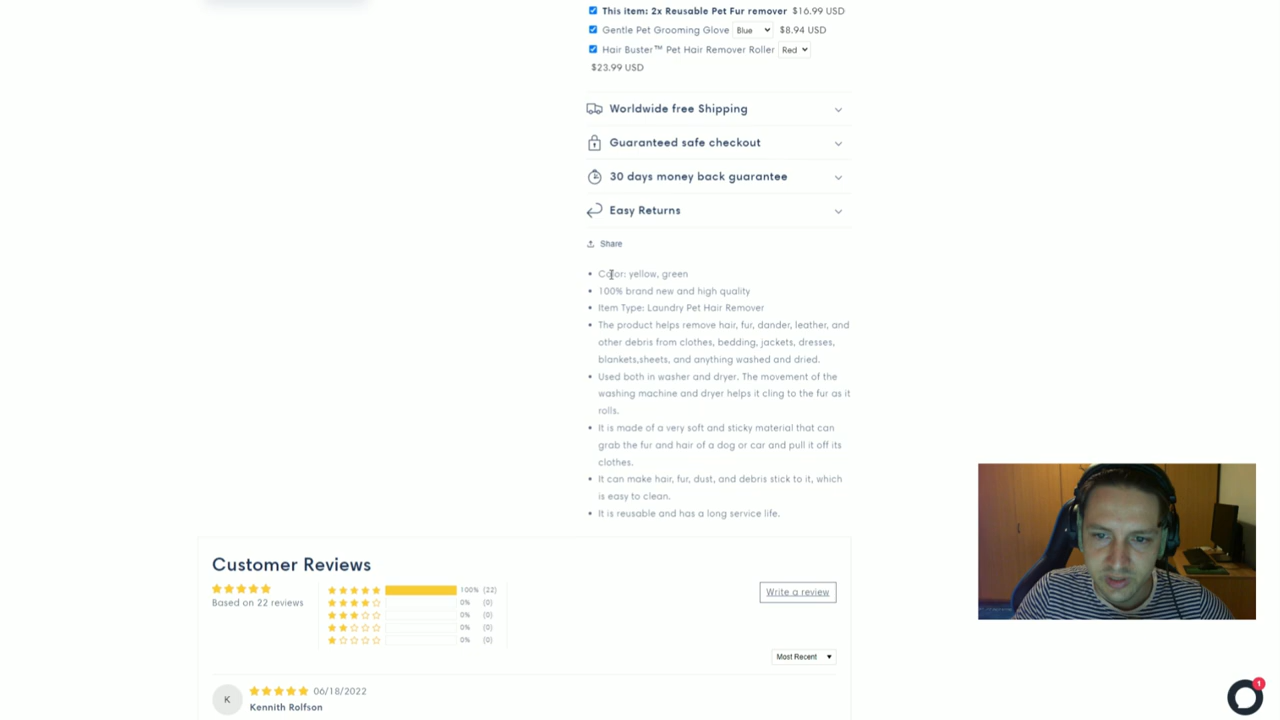 This item: 2x Reusable Pet Fur remover $16.99 USD
Gentle Pet Grooming Glove Blue $8.94 USD
Hair Buster™ Pet Hair Remover Roller Red
$23.99 USD
Worldwide free Shipping
Guaranteed safe checkout
30 days money back guarantee
Easy Returns
Share
Color: yellow, green
100% brand new and high quality
Item Type: Laundry Pet Hair Remover
The product helps remove hair, fur, dander, leather, and
other debris from clothes, bedding, jackets, dresses,
blankets,sheets, and anything washed and dried.
Used both in washer and dryer. The movement of the
washing machine and dryer helps it cling to the fur as it
rolls.
It is made of a very soft and sticky material that can
grab the fur and hair of a dog or car and pull it off its
clothes.
It can make hair, fur, dust, and debris stick to it, which
is easy to clean.
It is reusable and has a long service life.
Customer Reviews
Based on 22 reviews
100% (22)
0% (0)
0% (0)
0% (0)
0% (0)
Write a review
Most Recent
K
06/18/2022
Kennith Rolfson
1